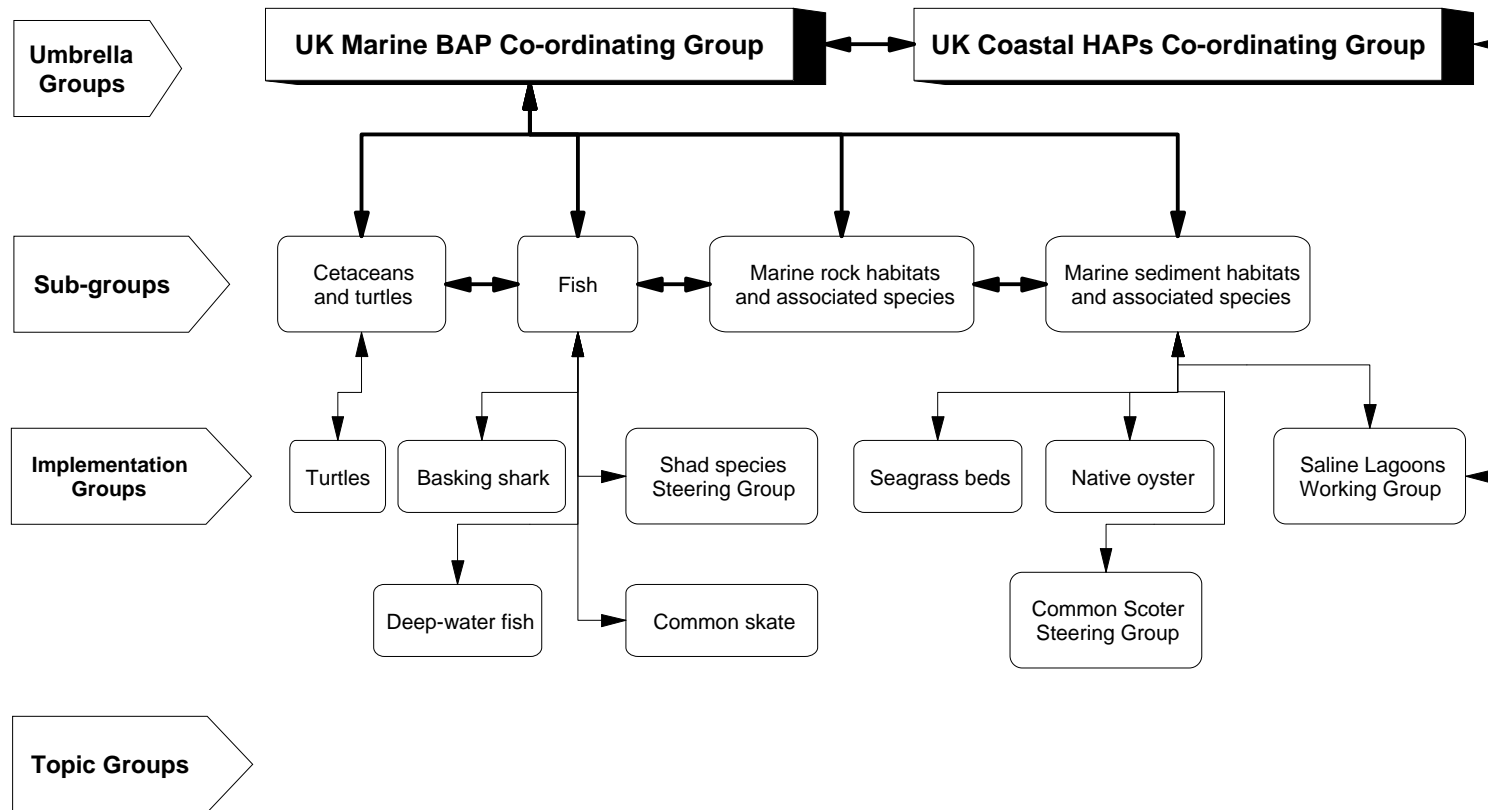 Umbrella
Groups
UK Marine BAP Co-ordinating Group
UK Coastal HAPs Co-ordinating Group
Sub-groups
Cetaceans
and turtles
Fish
Marine rock habitats
and associated species
Marine sediment habitats
and associated species
Implementation
Groups
Turtles
Basking shark
Shad species
Steering Group
Seagrass beds
Native oyster
Saline Lagoons
Working Group
Deep-water fish
Common skate
Common Scoter
Steering Group
Topic Groups